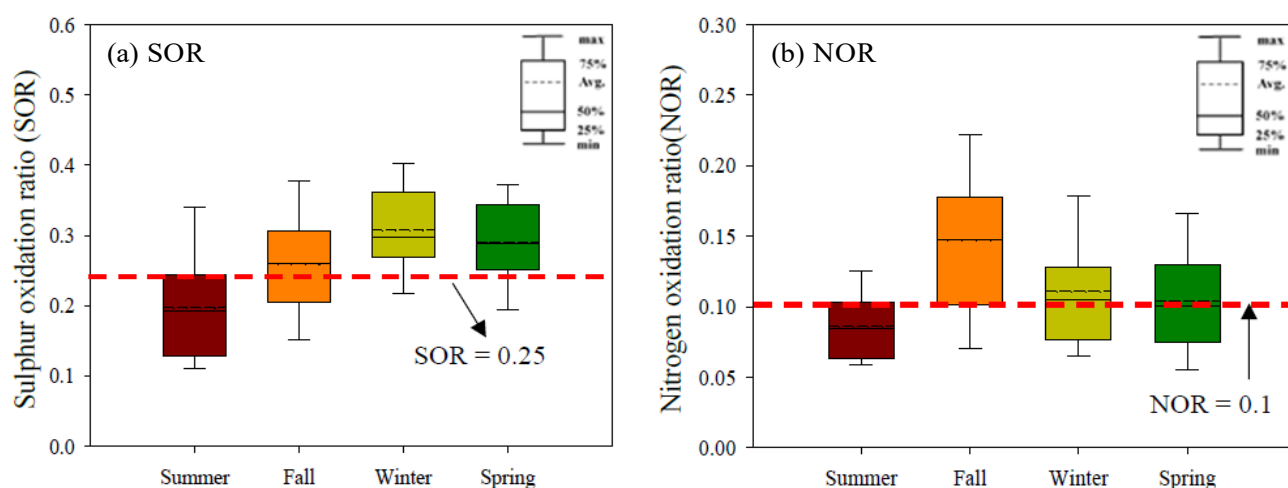 (a) SOR
max
75%
Avg.
50%
25%
min
Sulphur oxidation ratio (SOR)
0.6
0.5
0.4
0.3
0.2
0.1
0.0
SOR = 0.25
Summer Fall Winter Spring
(b) NOR
max
75%
Avg.
50%
25%
min
Nitrogen oxidation ratio(NOR)
0.30
0.25
0.20
0.15
0.10
0.05
0.00
NOR = 0.1
Summer Fall Winter Spring